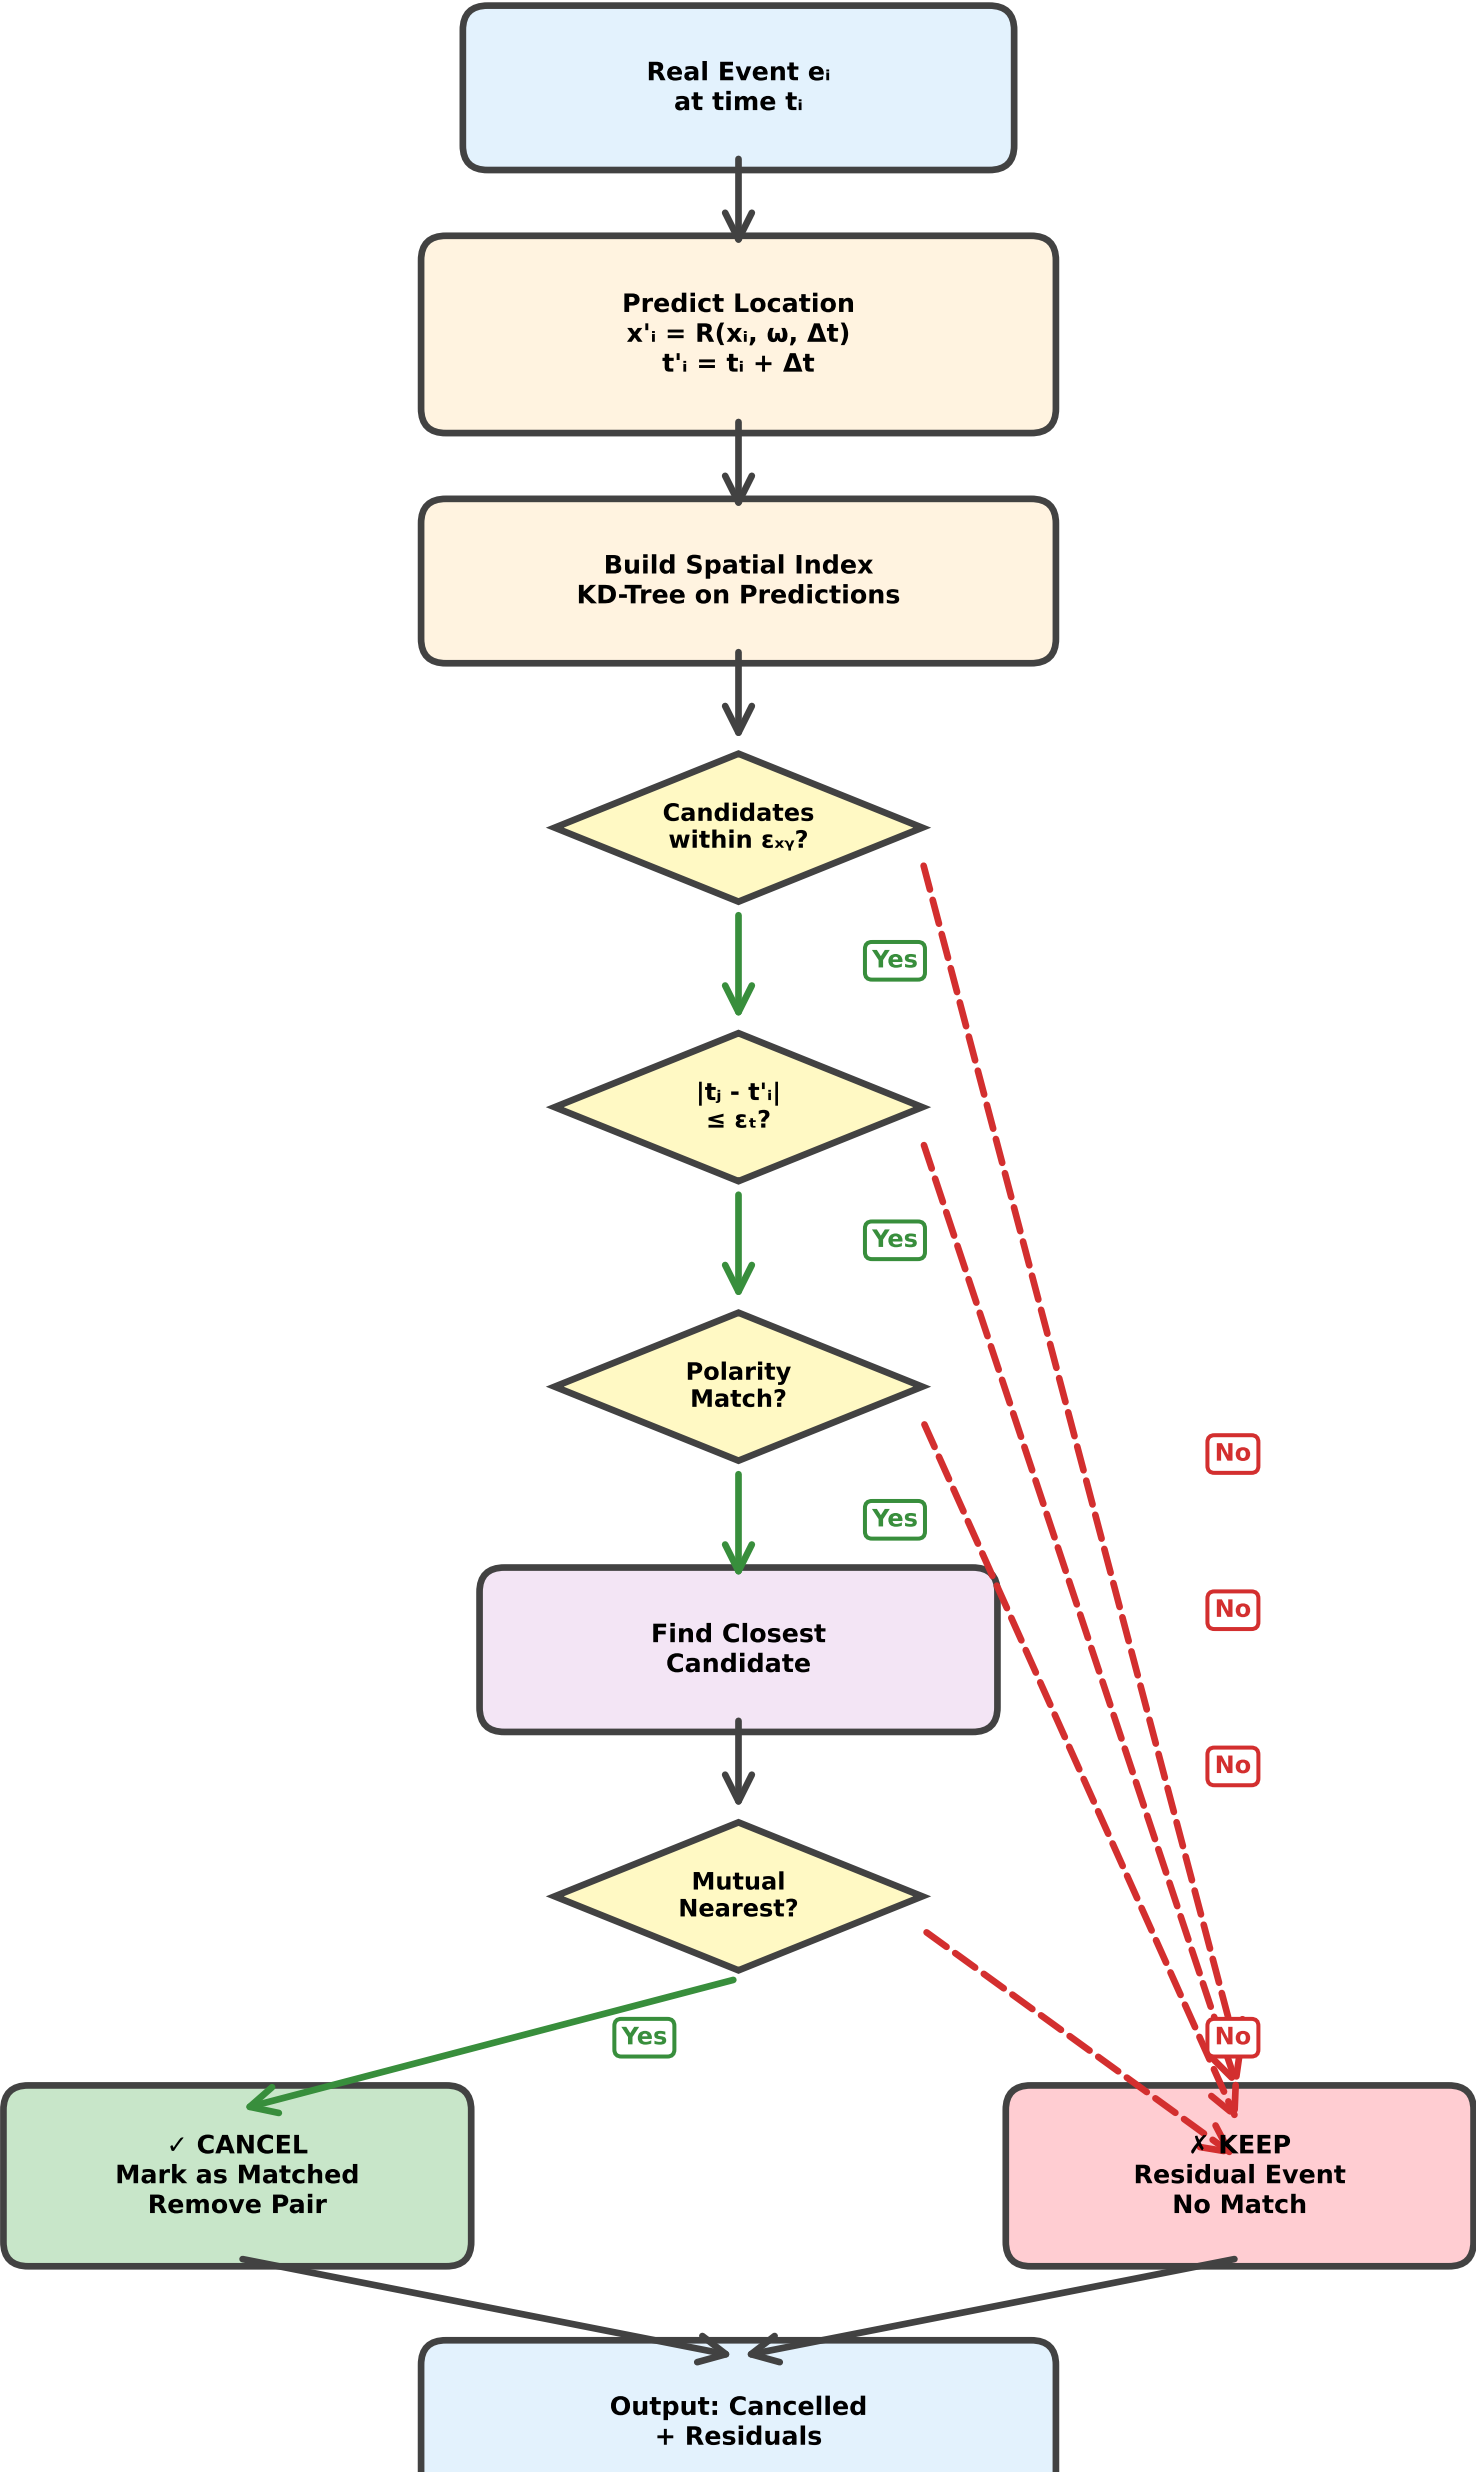 Real Event eᵢ
at time tᵢ
Predict Location
x'ᵢ = R(xᵢ, ω, Δt)
t'ᵢ = tᵢ + Δt
Build Spatial Index
KD-Tree on Predictions
Candidates
within εₓᵧ?
Yes
|tⱼ - t'ᵢ|
≤ εₜ?
Yes
Polarity
Match?
No
Yes
Find Closest
Candidate
No
No
Mutual
Nearest?
Yes
No
✓ CANCEL
Mark as Matched
Remove Pair
✗ KEEP
Residual Event
No Match
Output: Cancelled
+ Residuals